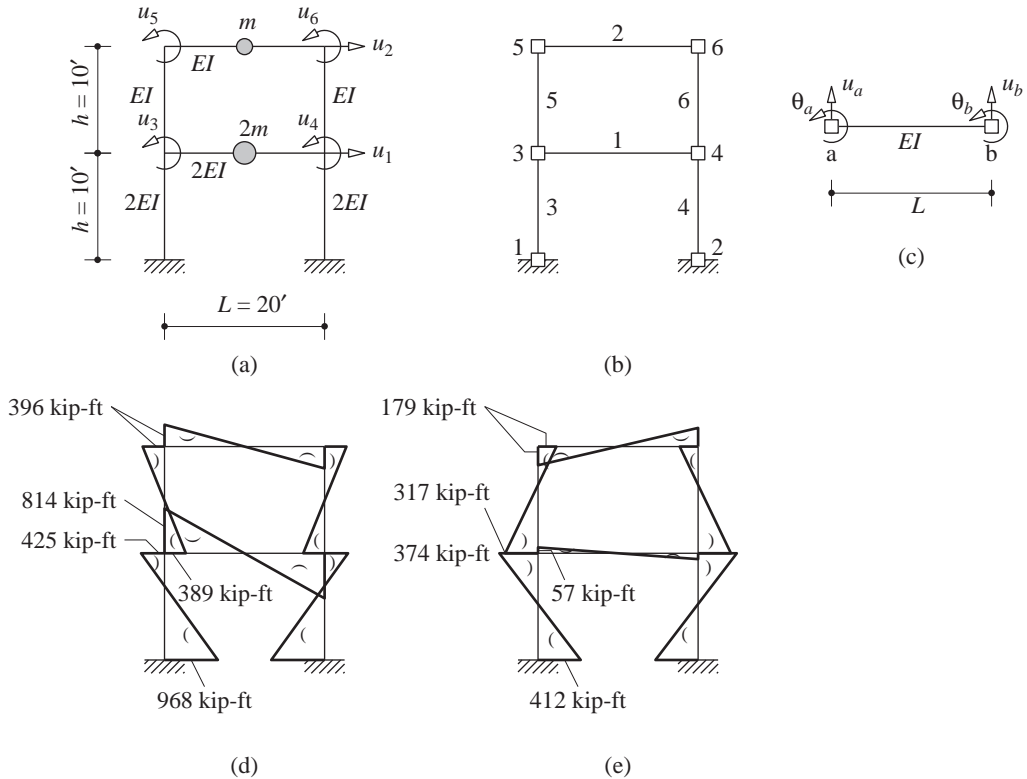 u5
m
u6
u2
EI
EI
EI
h = 10′
u3
2m
u4
u1
2EI
2EI
2EI
h = 10′
L = 20′
(a)
5
2
6
5
6
3
1
4
3
4
1
2
(b)
ua
ub
θa
θb
a
EI
b
L
(c)
396 kip-ft
814 kip-ft
425 kip-ft
389 kip-ft
968 kip-ft
(d)
179 kip-ft
317 kip-ft
374 kip-ft
57 kip-ft
412 kip-ft
(e)